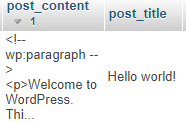 post_content
1
post_title
<!--
wp:paragraph --
>
<p>Welcome to
WordPress.
Thi...
Hello world!